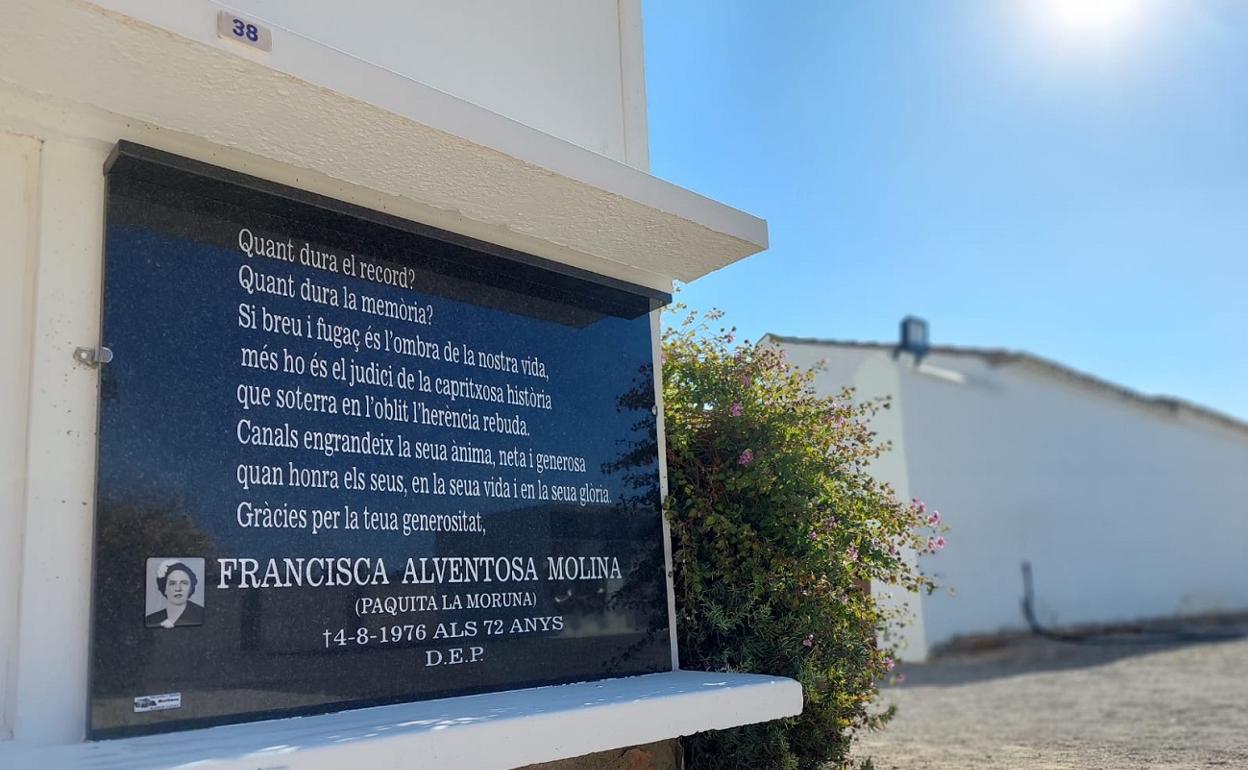 38
Quant dura el record?
Quant dura la memòria?
Si breu i fugaç és l'ombra de la nostra vida,
més ho és el judici de la capritxosa història
que soterra en l'oblit l'herència rebuda.
Canals engrandeix la seua ànima, neta i generosa
quan honra els seus, en la seua vida i en la seua glòria.
Gràcies per la teua generositat,
FRANCISCA ALVENTOSA MOLINA
(PAQUITA LA MORUNA)
†4-8-1976 ALS 72 ANYS
D.E.P.